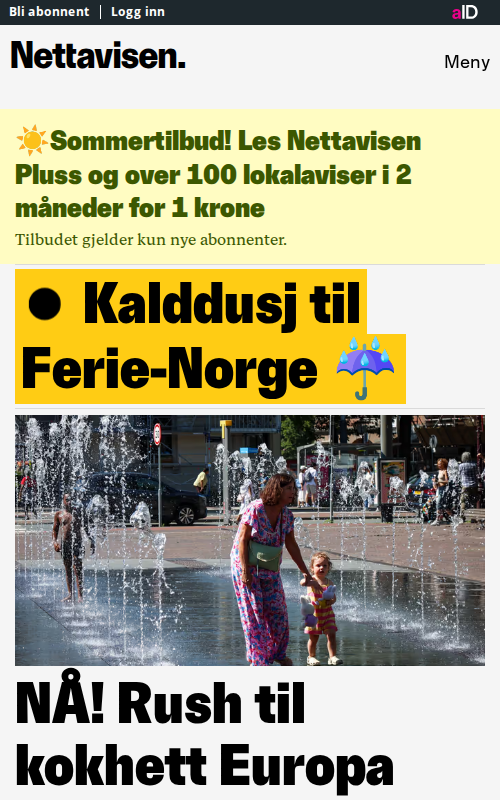 Bli abonnent
Logg inn
aID
Nettavisen.
Meny
☀️Sommertilbud! Les Nettavisen
Pluss og over 100 lokalaviser i 2
måneder for 1 krone
Tilbudet gjelder kun nye abonnenter.
● Kalddusj til
Ferie-Norge ☔
NÅ! Rush til
kokhett Europa